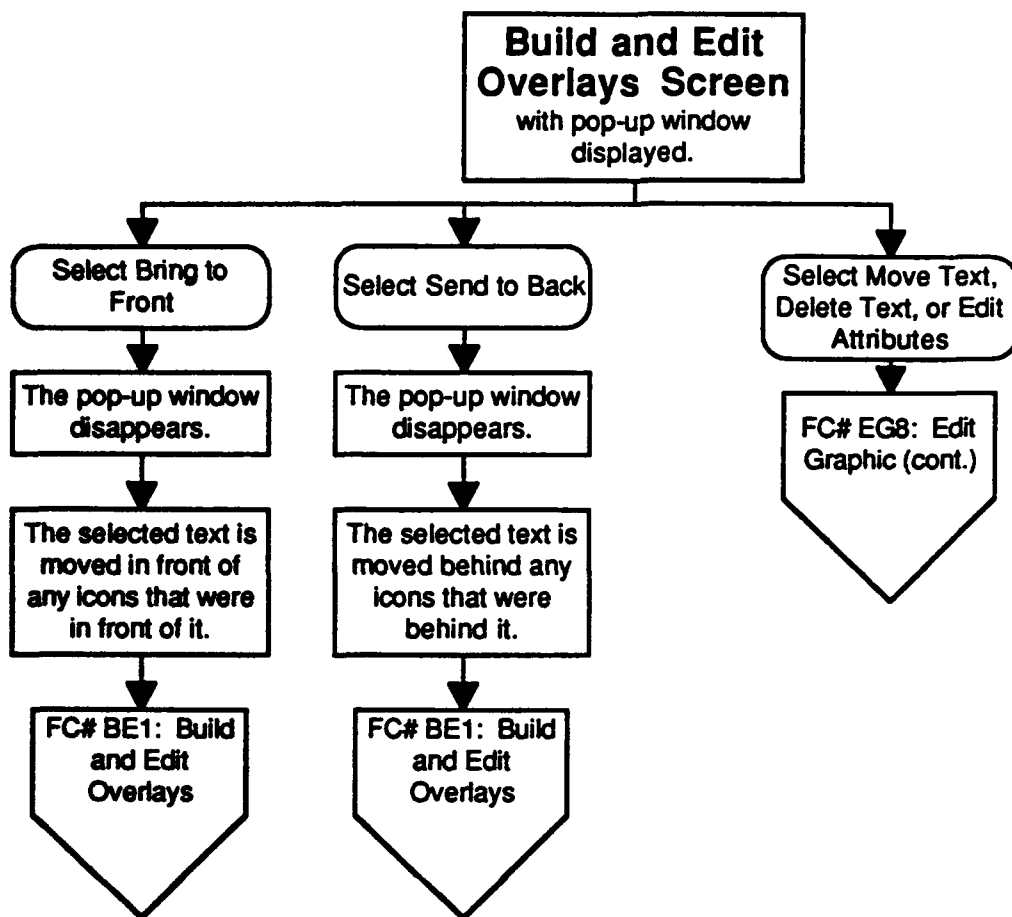 Build and Edit
Overlays Screen
with pop-up window
displayed.
Select Bring to
Front
The pop-up window
disappears.
The selected text is
moved in front of
any icons that were
in front of it.
FC# BE1: Build
and Edit
Overlays
Select Send to Back
The pop-up window
disappears.
The selected text is
moved behind any
icons that were
behind it.
FC# BE1: Build
and Edit
Overlays
Select Move Text,
Delete Text, or Edit
Attributes
FC# EG8: Edit
Graphic (cont.)